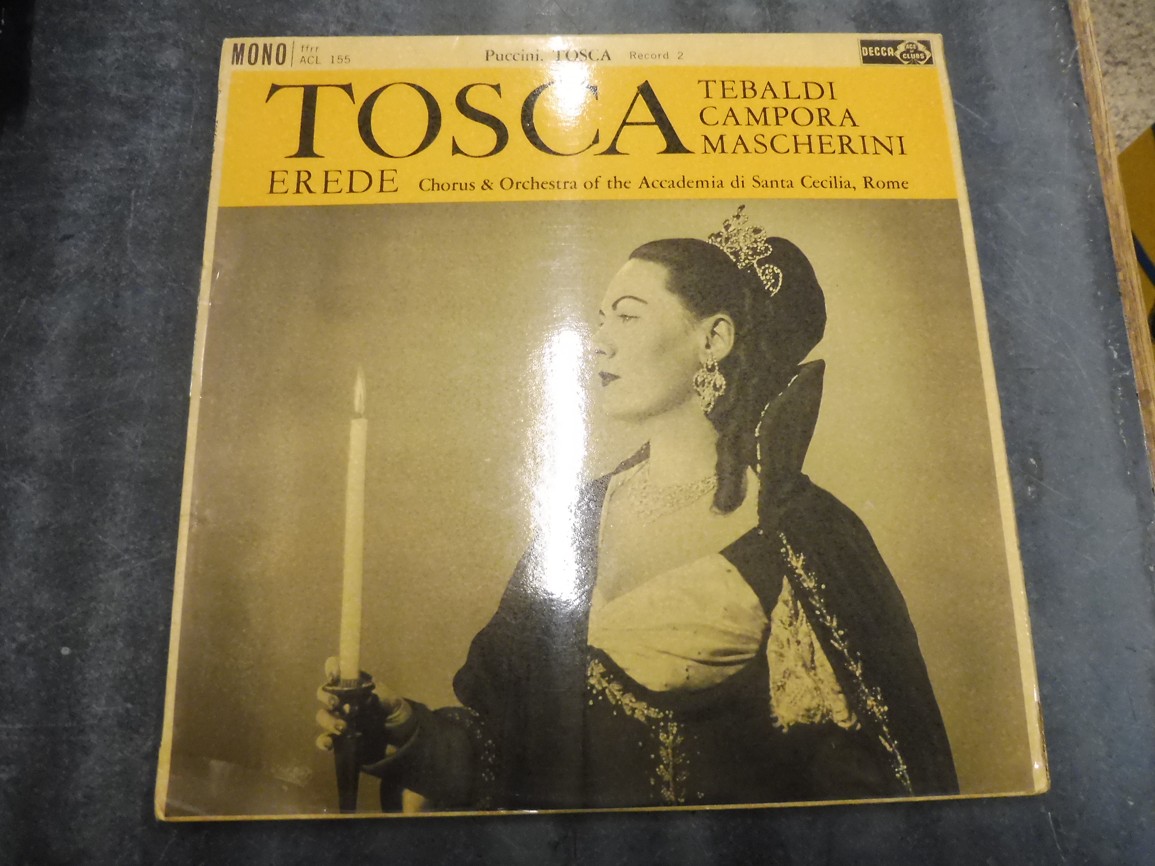 MONO ffrr ACL 155 Puccini. TOSCA Record 2 DECCA ACE OF CLUBS
TOSCA
TEBALDI
CAMPORA
MASCHERINI
EREDE Chorus & Orchestra of the Accademia di Santa Cecilia, Rome